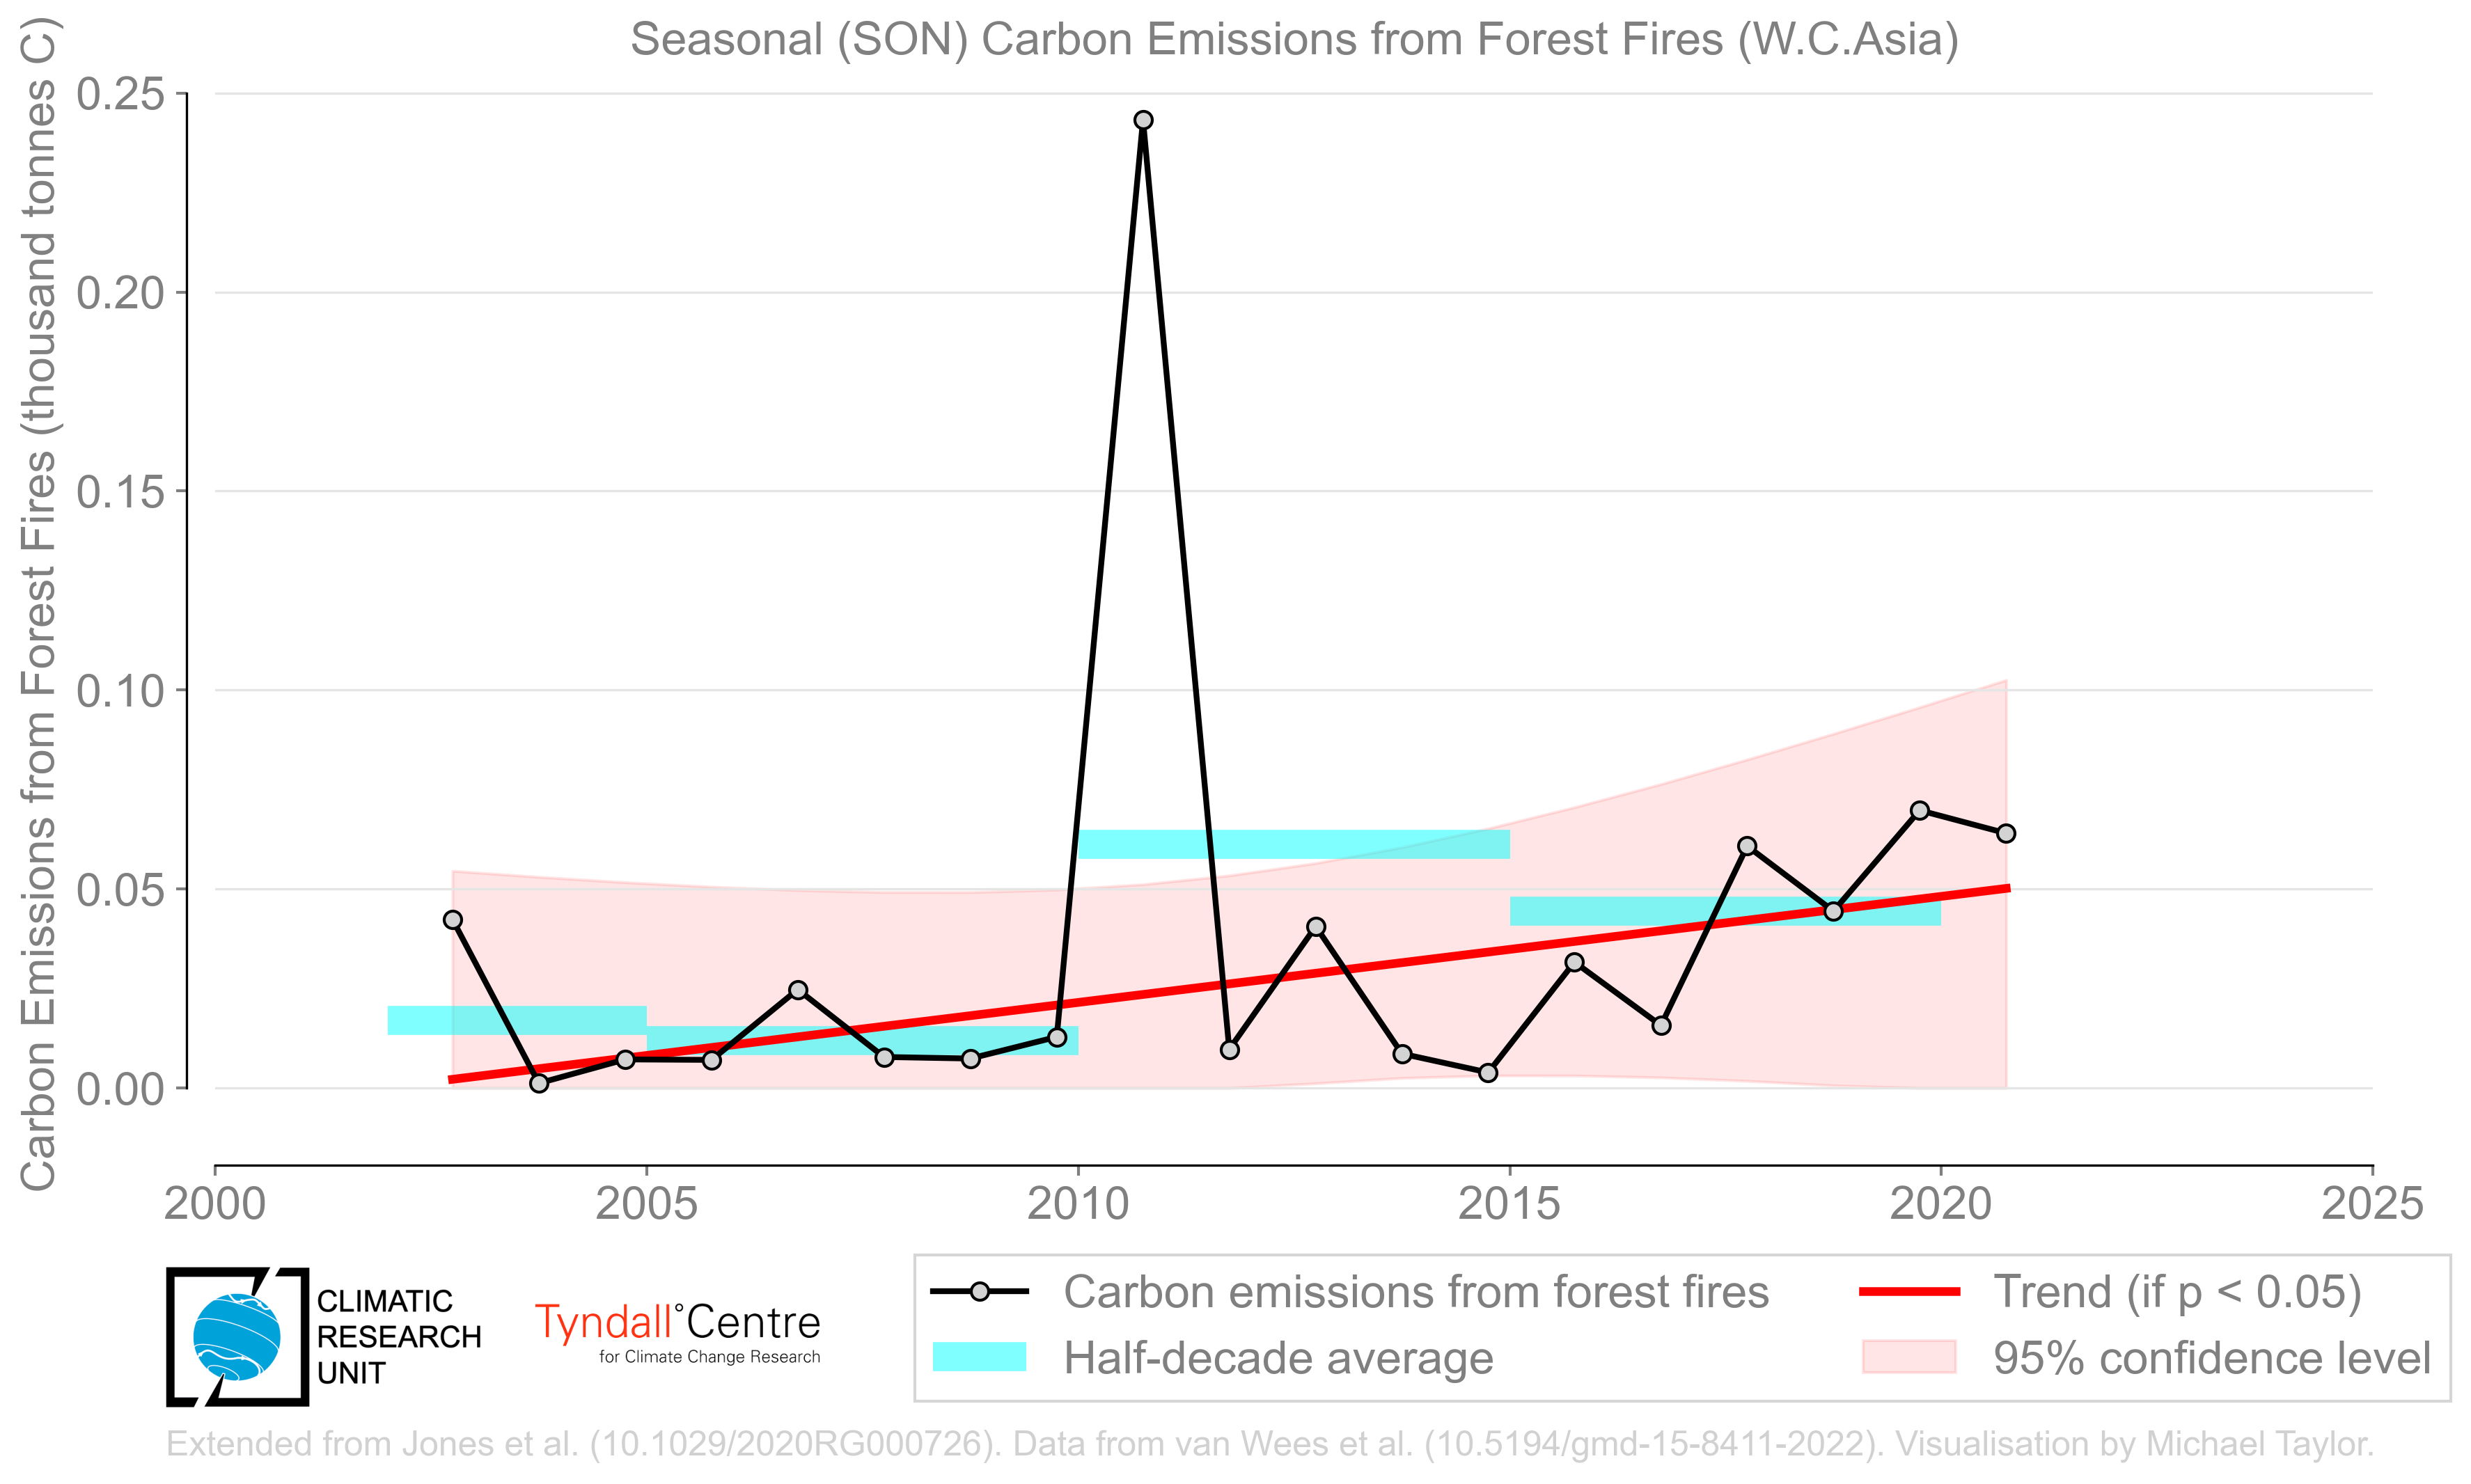 Seasonal (SON) Carbon Emissions from Forest Fires (W.C.Asia)
Carbon Emissions from Forest Fires (thousand tonnes C)
0.25
0.20
0.15
0.10
0.05
0.00
2000 2005 2010 2015 2020 2025
CLIMATIC
RESEARCH
UNIT
Tyndall°Centre
for Climate Change Research
Carbon emissions from forest fires
Half-decade average
Trend (if p < 0.05)
95% confidence level
Extended from Jones et al. (10.1029/2020RG000726). Data from van Wees et al. (10.5194/gmd-15-8411-2022). Visualisation by Michael Taylor.